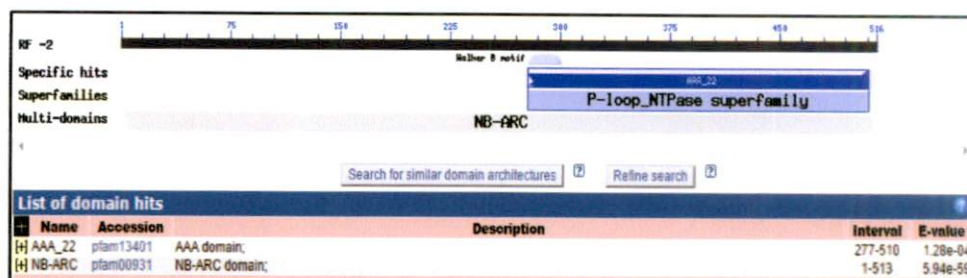 1 75 150 225 300 375 450 516
RF -2
Walker B motif
Specific hits
AAA_22
Superfamilies
P-loop_NTPase superfamily
Multi-domains
NB-ARC
Search for similar domain architectures ? Refine search ?
List of domain hits ?
+ Name Accession Description Interval E-value
[+] AAA_22 pfam13401 AAA domain; 277-510 1.28e-04
[+] NB-ARC pfam00931 NB-ARC domain; 1-513